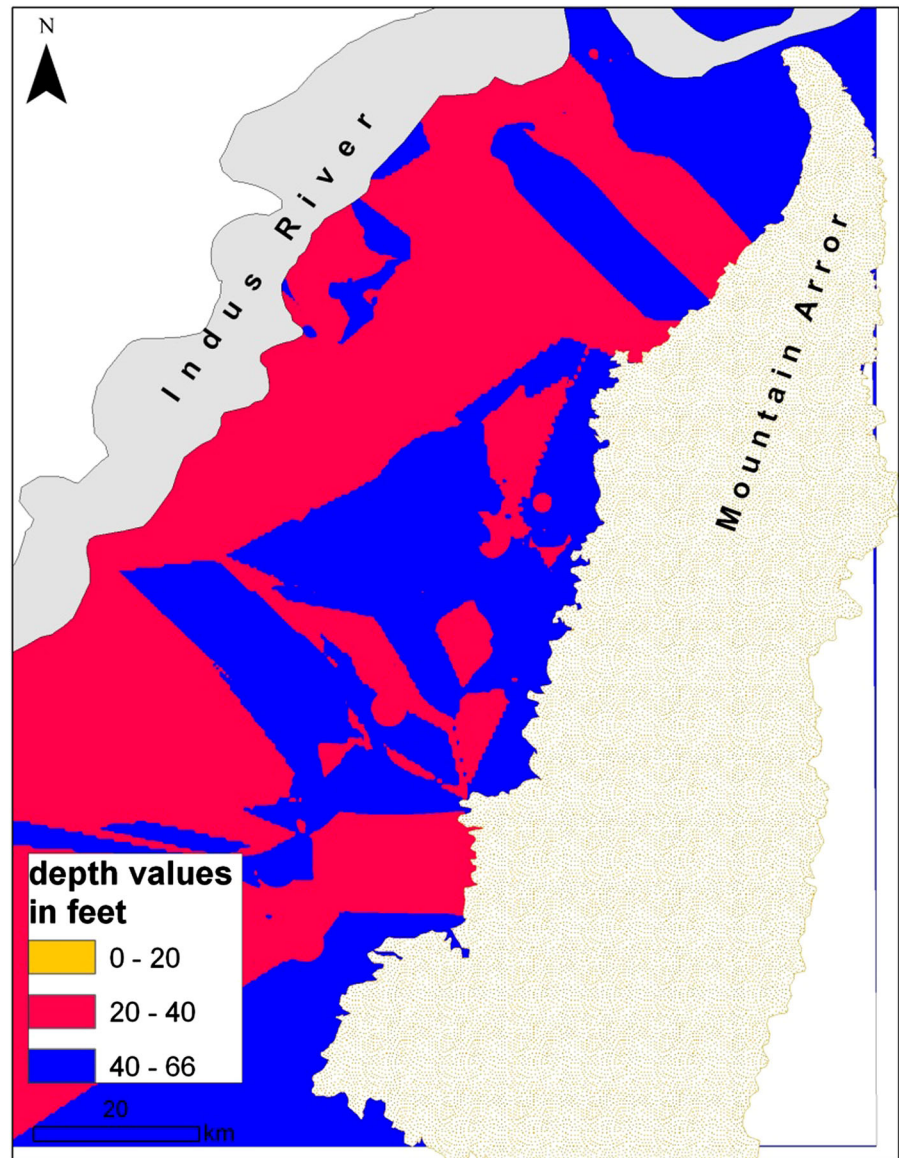 N
Indus River
Mountain Arror
depth values
in feet
0 - 20
20 - 40
40 - 66
20
km